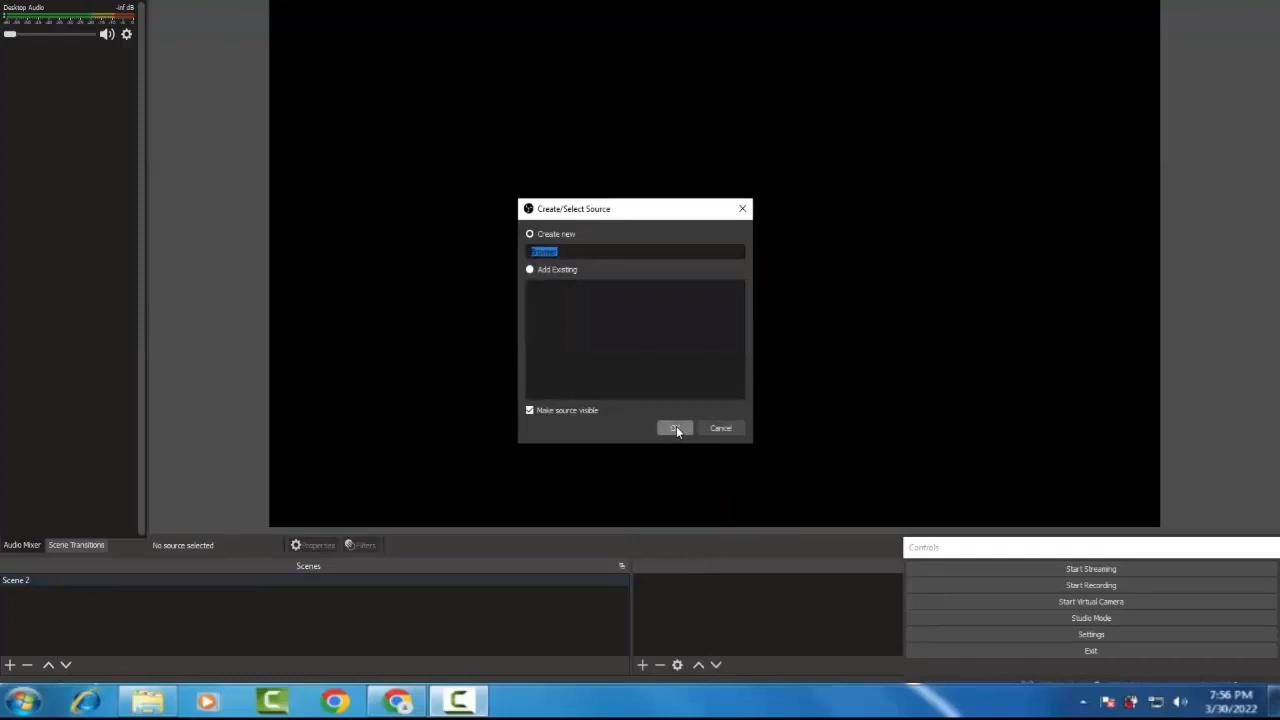 Desktop Audio
-inf dB
Create/Select Source
Create new
Browser
Add Existing
Make source visible
OK
Cancel
Audio Mixer
Scene Transitions
No source selected
Properties
Filters
Controls
Scenes
Start Streaming
Scene 2
Start Recording
Start Virtual Camera
Studio Mode
Settings
Exit
7:56 PM
3/30/2022